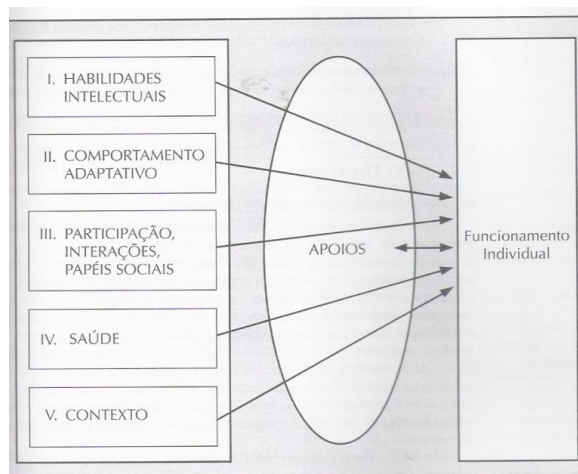 I. HABILIDADES
INTELECTUAIS
II. COMPORTAMENTO
ADAPTATIVO
III. PARTICIPAÇÃO,
INTERAÇÕES,
PAPÉIS SOCIAIS
IV. SAÚDE
V. CONTEXTO
APOIOS
Funcionamento
Individual